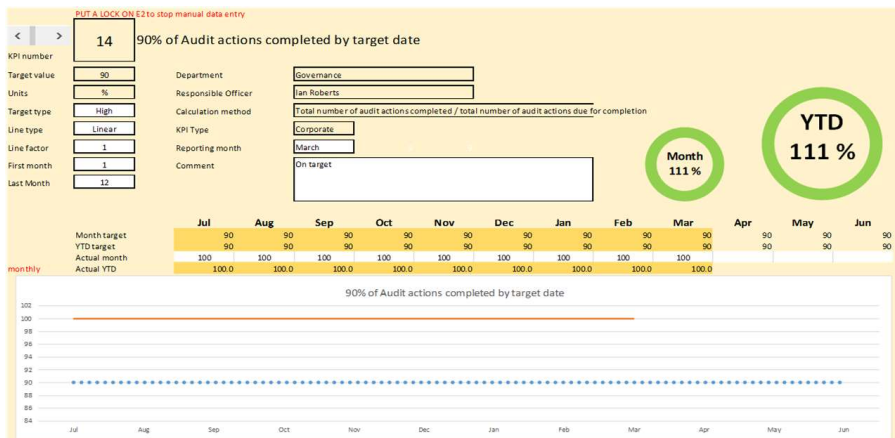 PUT A LOCK ON E2 to stop manual data entry
< >
KPI number 14 90% of Audit actions completed by target date
Target value 90 Department Governance
Units % Responsible Officer Ian Roberts
Target type High Calculation method Total number of audit actions completed / total number of audit actions due for completion
Line type Linear KPI Type Corporate
Line factor 1 Reporting month March
First month 1 Comment On target
Last Month 12
Month
111 %
YTD
111 %
Jul Aug Sep Oct Nov Dec Jan Feb Mar Apr May Jun
Month target 90 90 90 90 90 90 90 90 90 90 90 90
YTD target 90 90 90 90 90 90 90 90 90 90 90 90
Actual month 100 100 100 100 100 100 100 100 100
monthly Actual YTD 100.0 100.0 100.0 100.0 100.0 100.0 100.0 100.0 100.0
90% of Audit actions completed by target date
102
100
98
96
94
92
90
88
86
84
Jul Aug Sep Oct Nov Dec Jan Feb Mar Apr May Jun